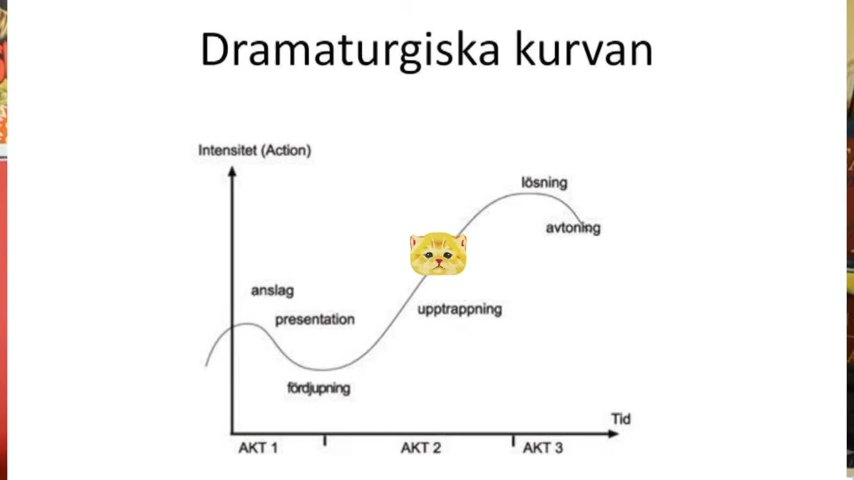 Dramaturgiska kurvan
Intensitet (Action)
lösning
avtoning
anslag
upptrappning
presentation
fördjupning
Tid
AKT 1
AKT 2
AKT 3